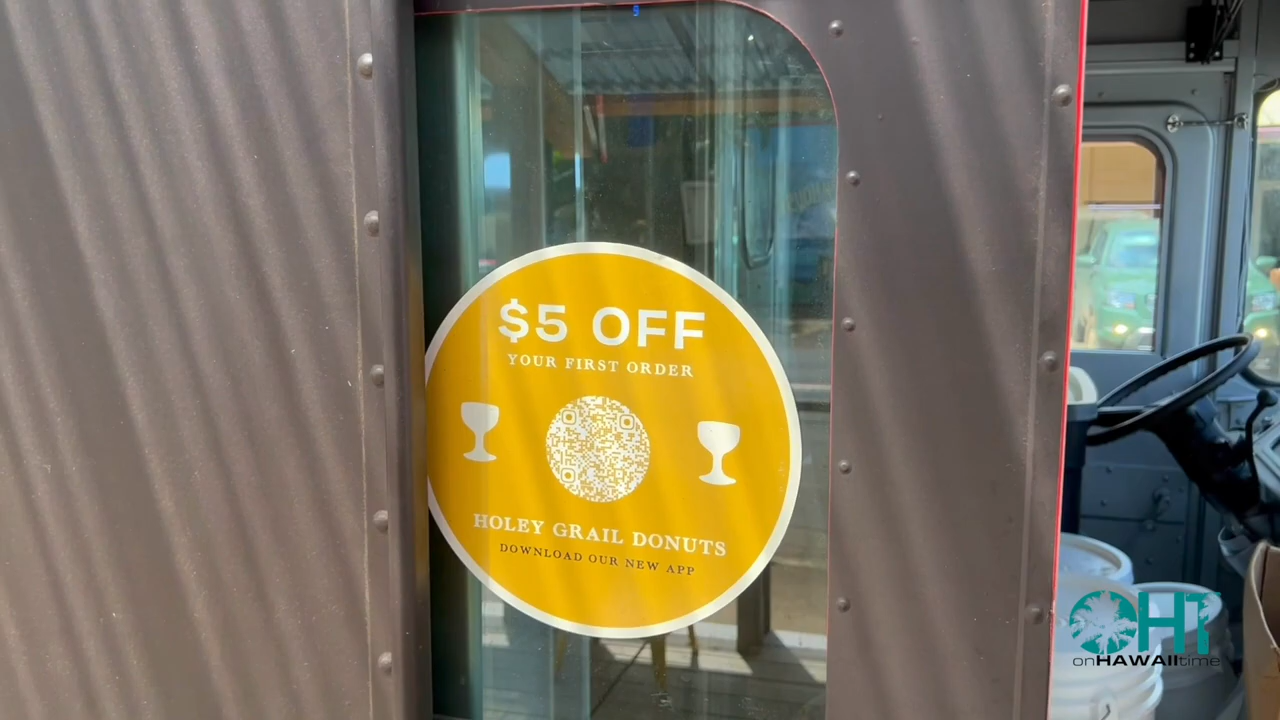 $5 OFF
YOUR FIRST ORDER
HOLEY GRAIL DONUTS
DOWNLOAD OUR NEW APP
OHT
onHAWAIItime